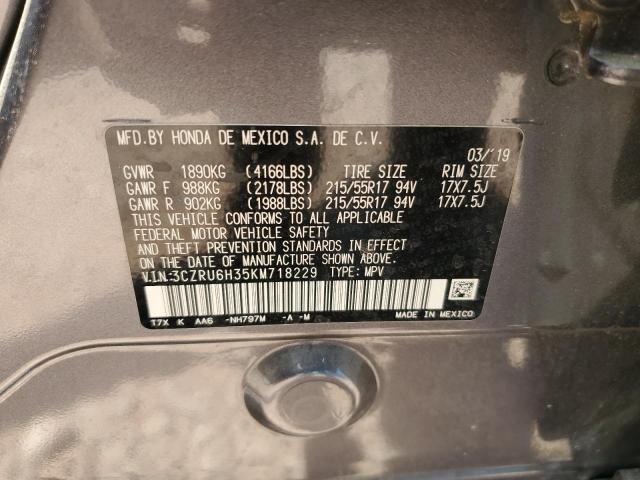 MFD.BY HONDA DE MEXICO S.A. DE C.V.
03/'19
GVWR 1890KG (4166LBS) TIRE SIZE RIM SIZE
GAWR F 988KG (2178LBS) 215/55R17 94V 17X7.5J
GAWR R 902KG (1988LBS) 215/55R17 94V 17X7.5J
THIS VEHICLE CONFORMS TO ALL APPLICABLE
FEDERAL MOTOR VEHICLE SAFETY
AND THEFT PREVENTION STANDARDS IN EFFECT
ON THE DATE OF MANUFACTURE SHOWN ABOVE.
V.I.N:3CZRU6H35KM718229 TYPE: MPV
T7X K AA6 -NH797M -A -M MADE IN MEXICO